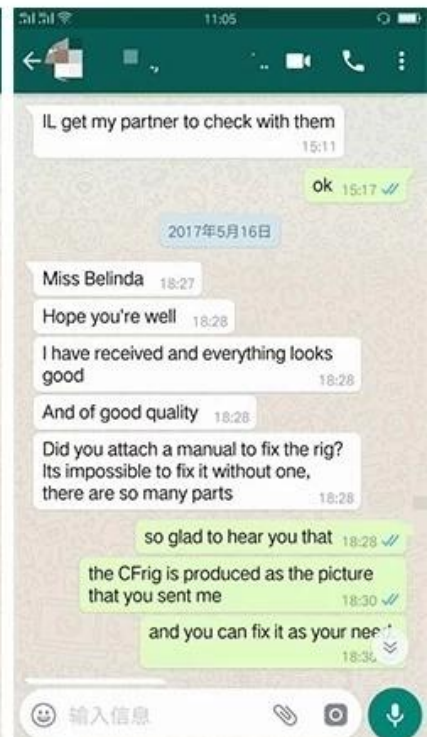 11:05
IL get my partner to check with them
15:11
ok 15:17
2017年5月16日
Miss Belinda 18:27
Hope you're well 18:28
I have received and everything looks
good
18:28
And of good quality 18:28
Did you attach a manual to fix the rig?
Its impossible to fix it without one,
there are so many parts
18:28
so glad to hear you that 18:28
the CFrig is produced as the picture
that you sent me
18:30
and you can fix it as your
输入信息